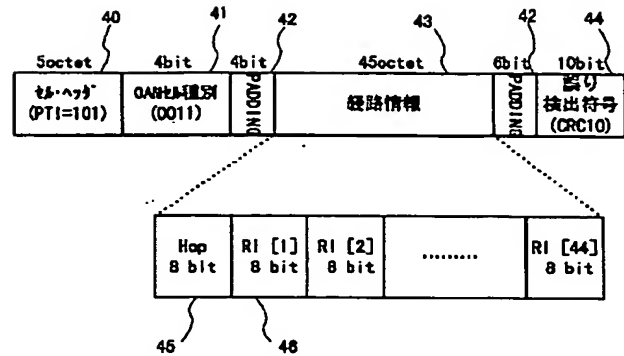 40 41 42 43 42 44
5octet 4bit 4bit 45octet 6bit 10bit
セル・ヘッダ (PTI=101)
OAMセル種別 (0011)
PADDING
経路情報
PADDING
誤り検出符号 (CRC10)
Hop 8 bit
RI [1] 8 bit
RI [2] 8 bit
.........
RI [44] 8 bit
45 46